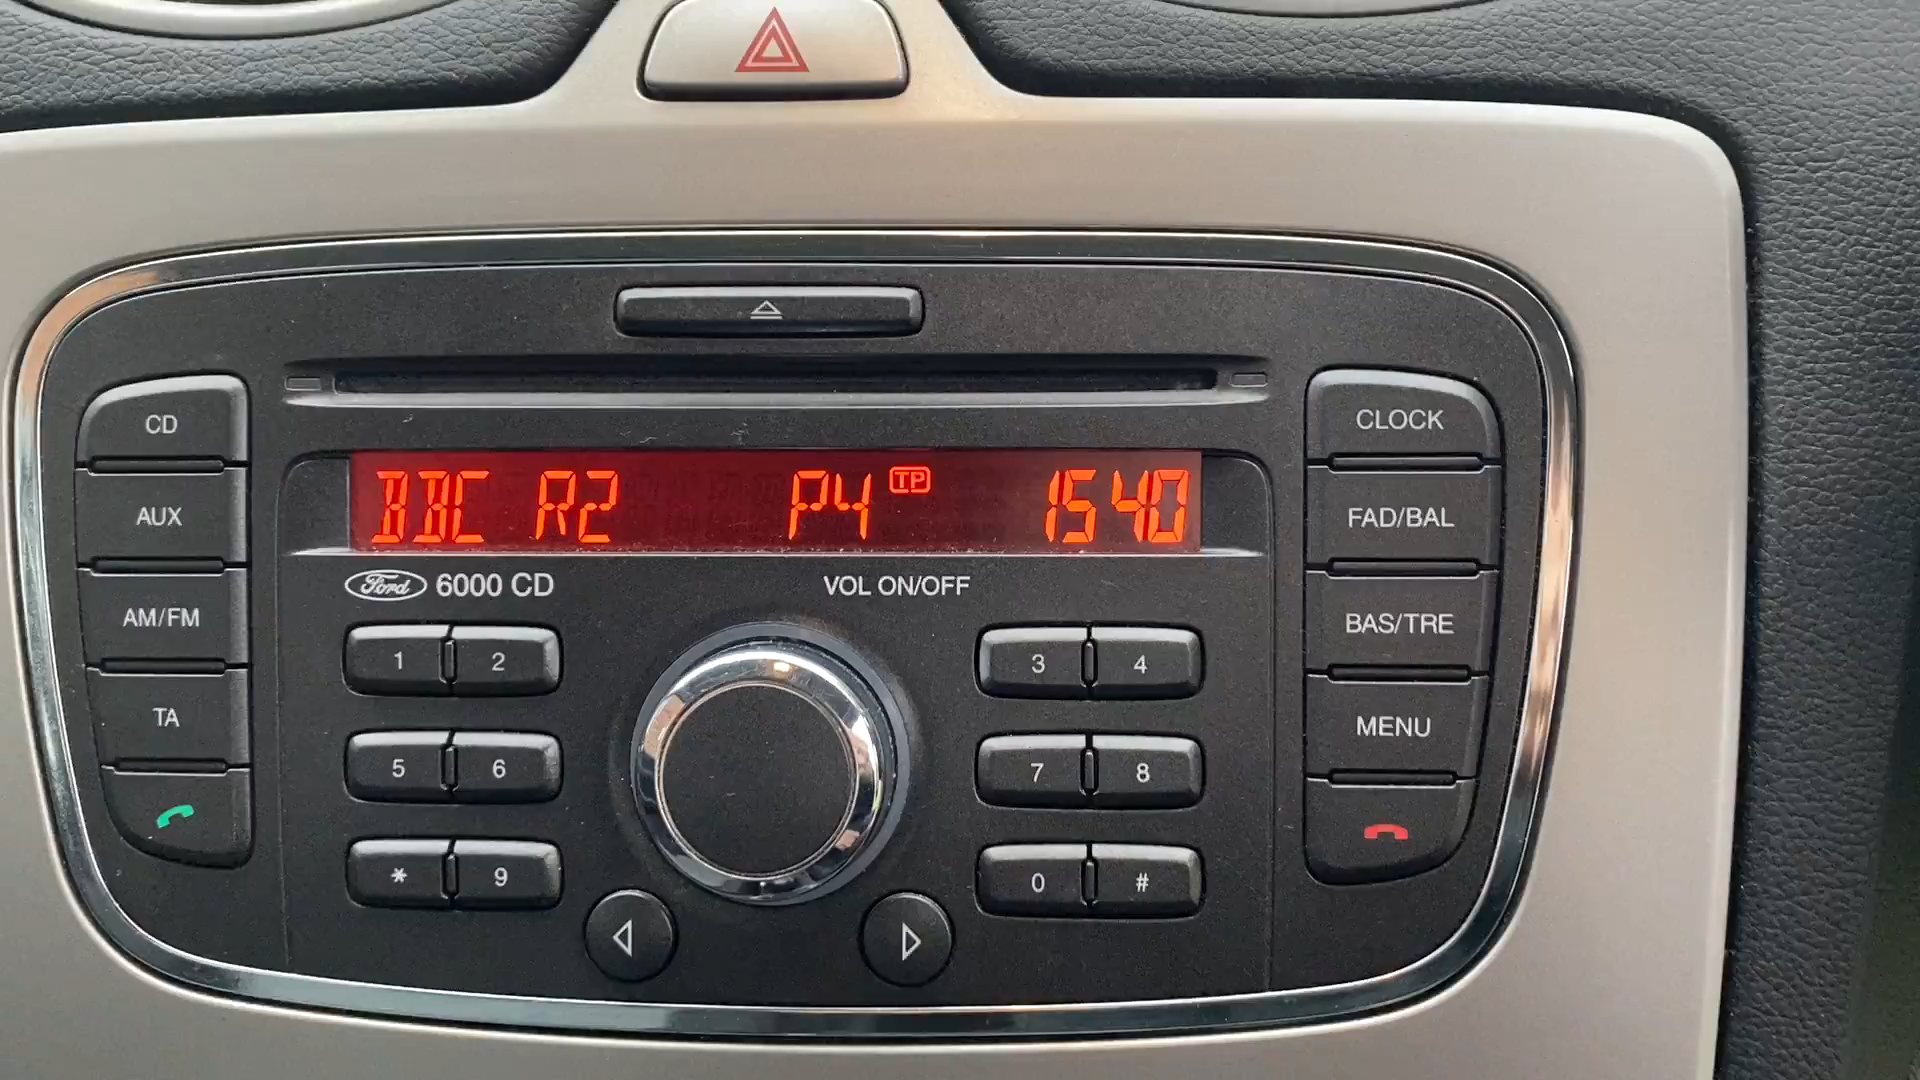 BBC R2 P4 TP 1540
Ford 6000 CD
VOL ON/OFF
CD
AUX
AM/FM
TA
1 2
5 6
* 9
3 4
7 8
0 #
CLOCK
FAD/BAL
BAS/TRE
MENU